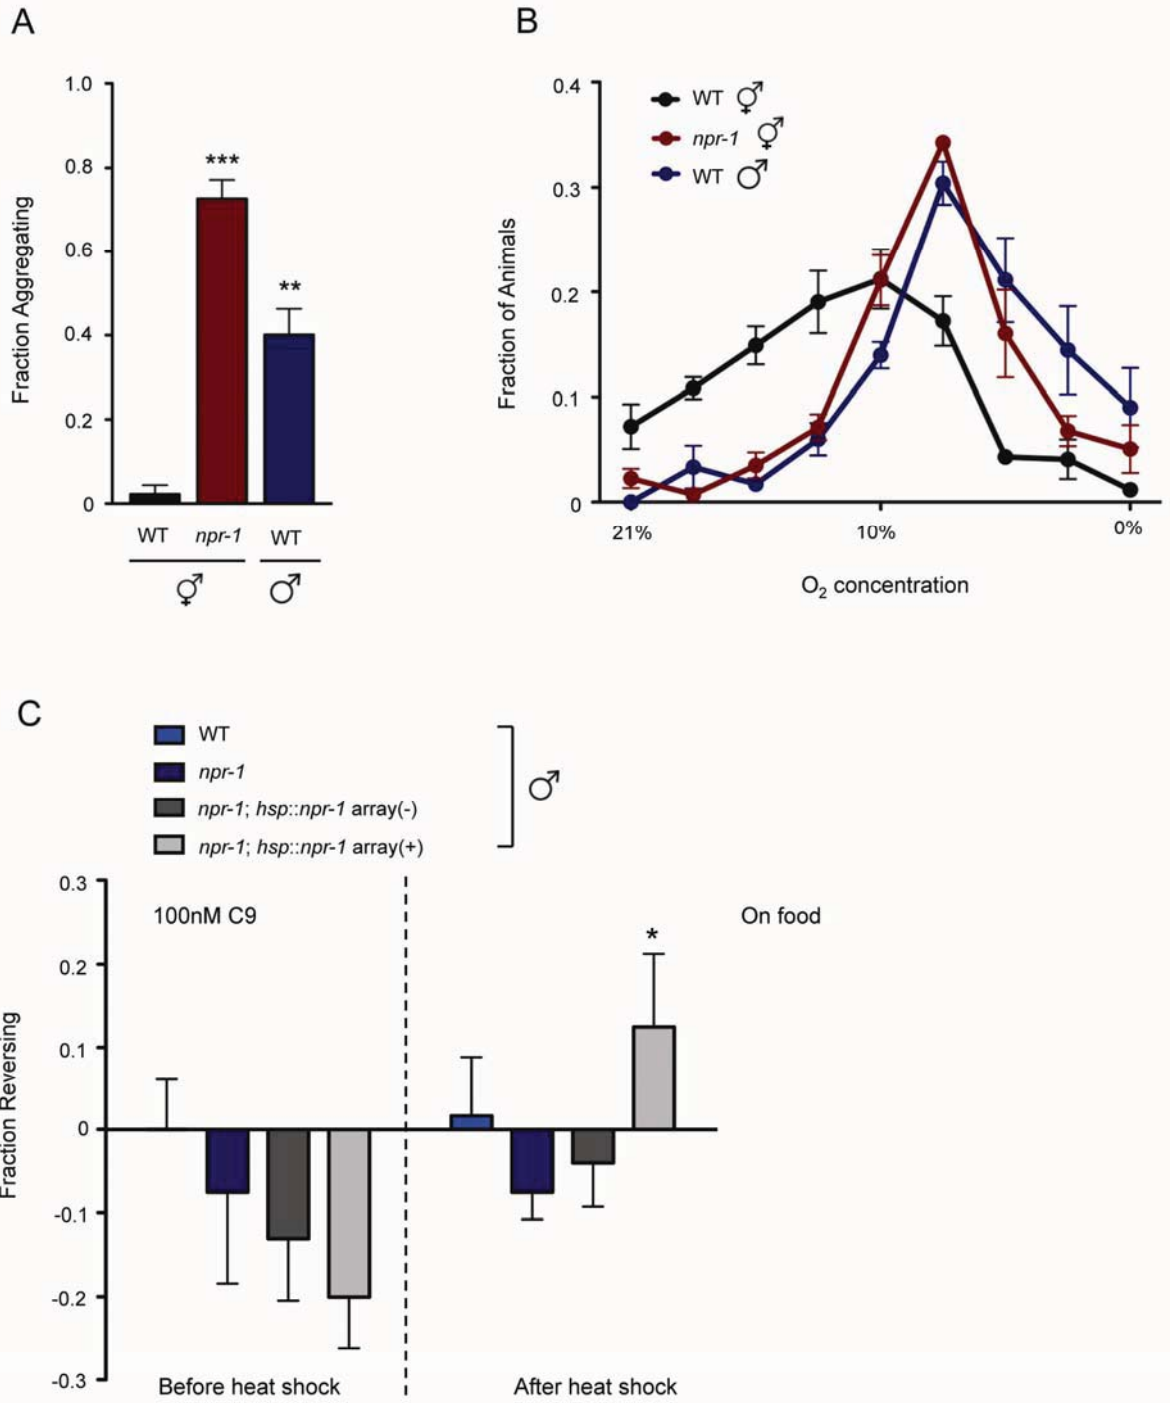 A
Fraction Aggregating
1.0
0.8
0.6
0.4
0.2
0
***
**
WT npr-1 WT
⚥ ♂
B
Fraction of Animals
0.4
0.3
0.2
0.1
0
WT ⚥
npr-1 ⚥
WT ♂
21% 10% 0%
O₂ concentration
C
WT
npr-1
npr-1; hsp::npr-1 array(-)
npr-1; hsp::npr-1 array(+)
♂
Fraction Reversing
0.3
0.2
0.1
0
-0.1
-0.2
-0.3
100nM C9
On food
*
Before heat shock After heat shock